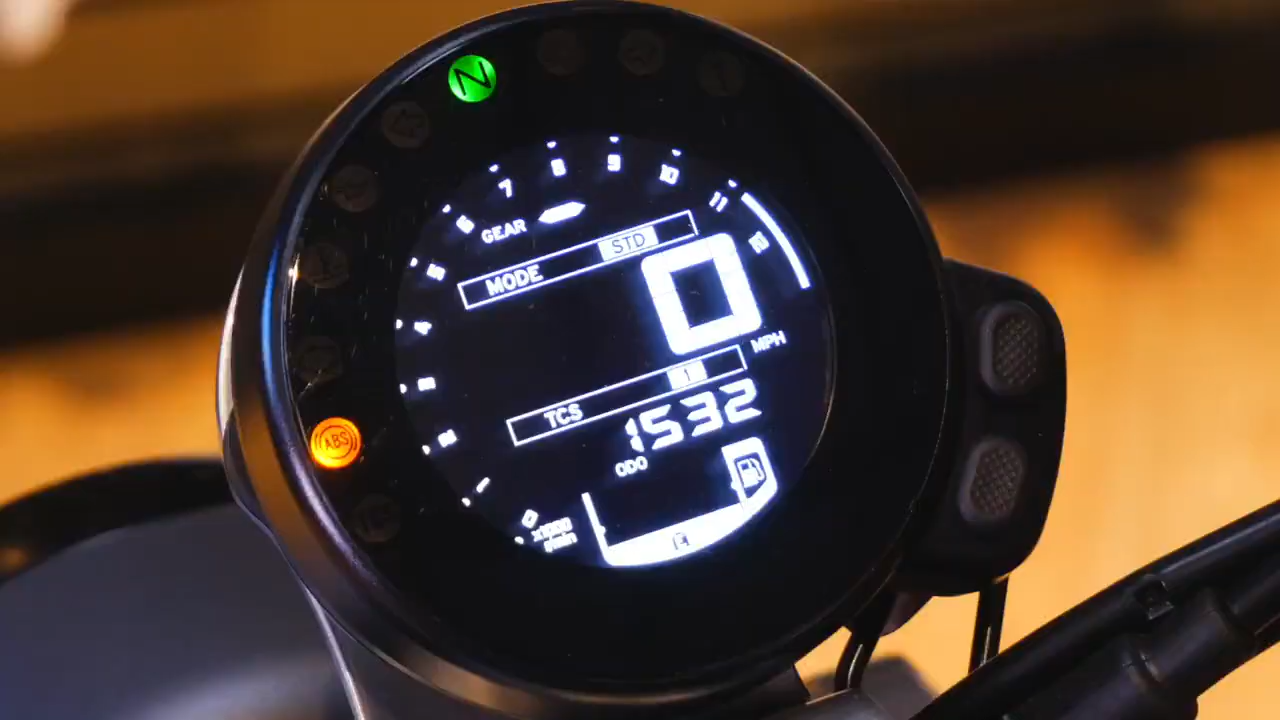 N
7 8 9 10 11 12
6
GEAR
MODE STD
5
0
4
MPH
3
TCS 1
2
1532
ODO
ABS
1
0
x1000
r/min
E